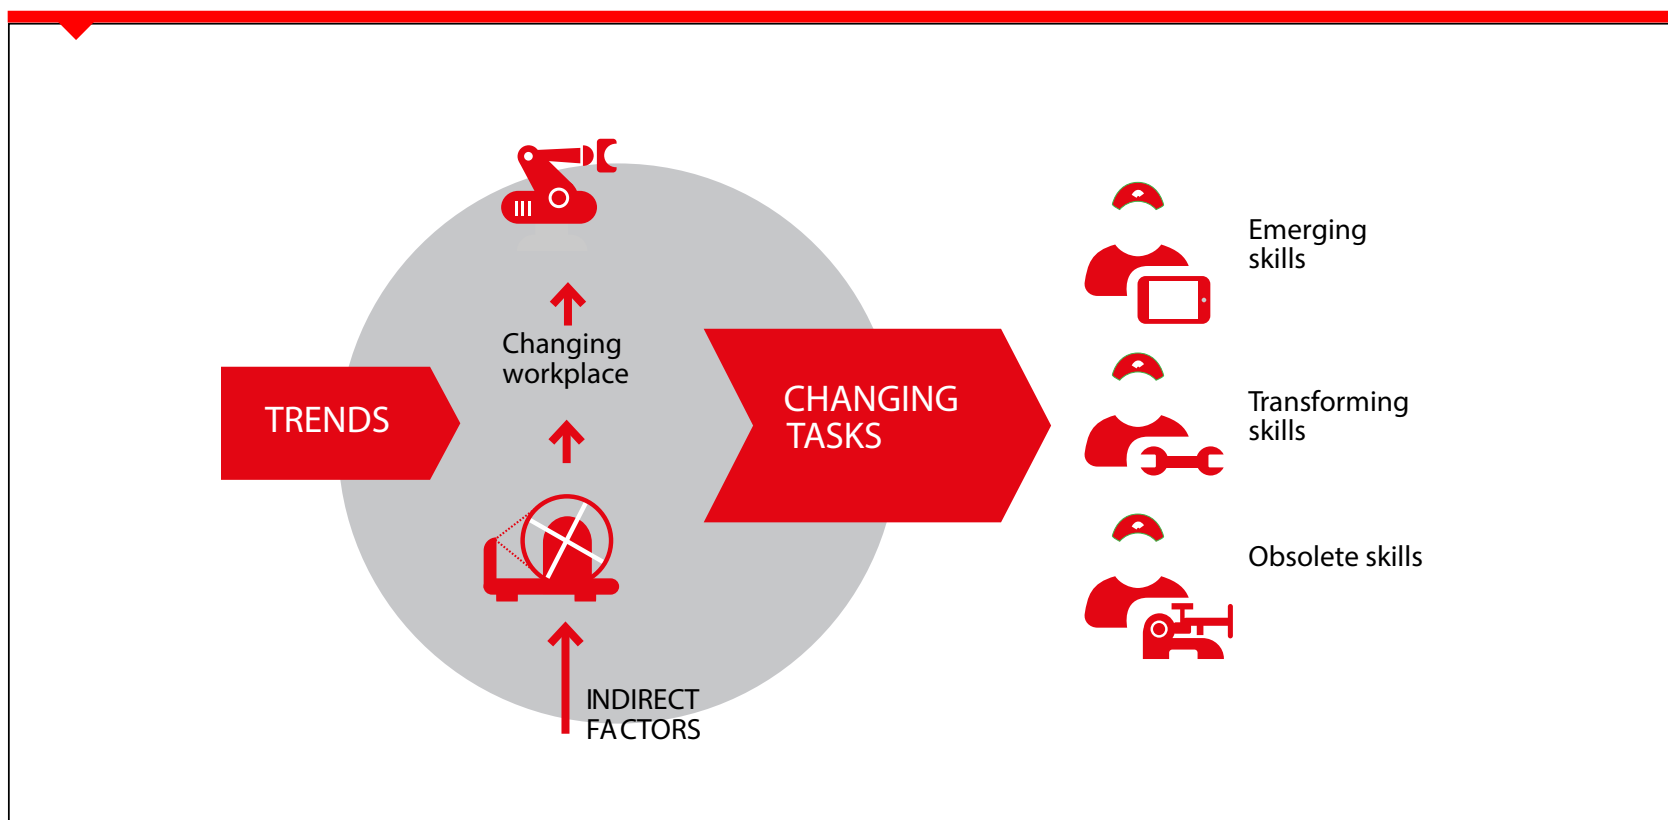 TRENDS
Changing
workplace
INDIRECT
FACTORS
CHANGING
TASKS
Emerging
skills
Transforming
skills
Obsolete skills